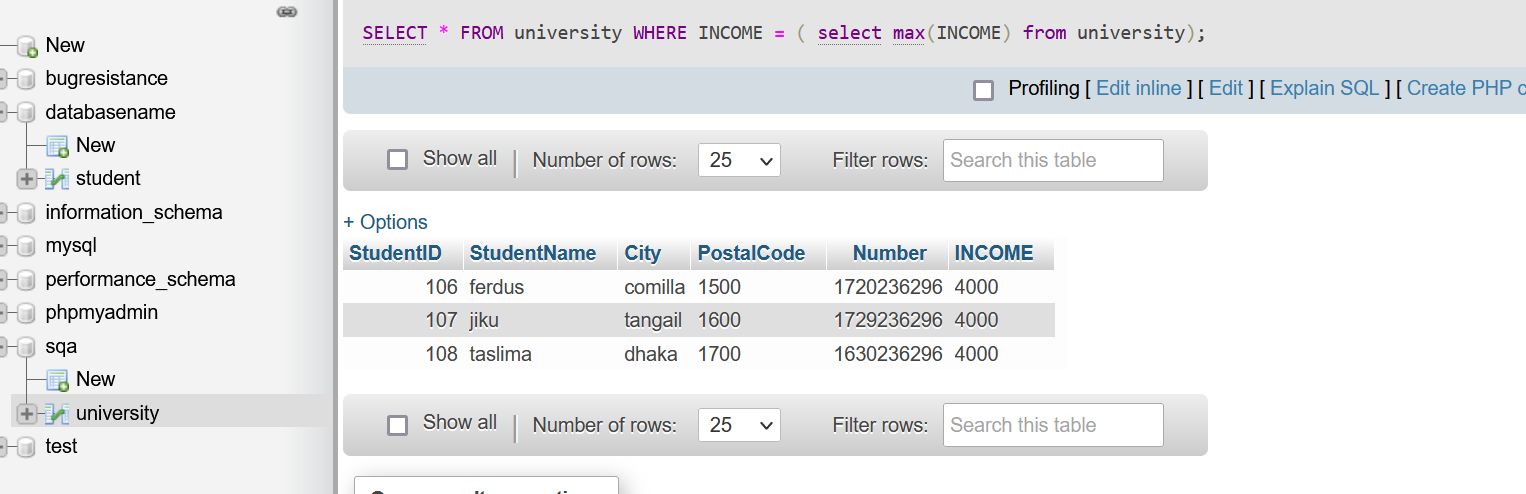 New
bugresistance
databasename
New
student
information_schema
mysql
performance_schema
phpmyadmin
sqa
New
university
test
SELECT * FROM university WHERE INCOME = ( select max(INCOME) from university);
Profiling [ Edit inline ] [ Edit ] [ Explain SQL ] [ Create PHP
Show all Number of rows: 25 Filter rows: Search this table
+ Options
StudentID StudentName City PostalCode Number INCOME
106 ferdus comilla 1500 1720236296 4000
107 jiku tangail 1600 1729236296 4000
108 taslima dhaka 1700 1630236296 4000
Show all Number of rows: 25 Filter rows: Search this table